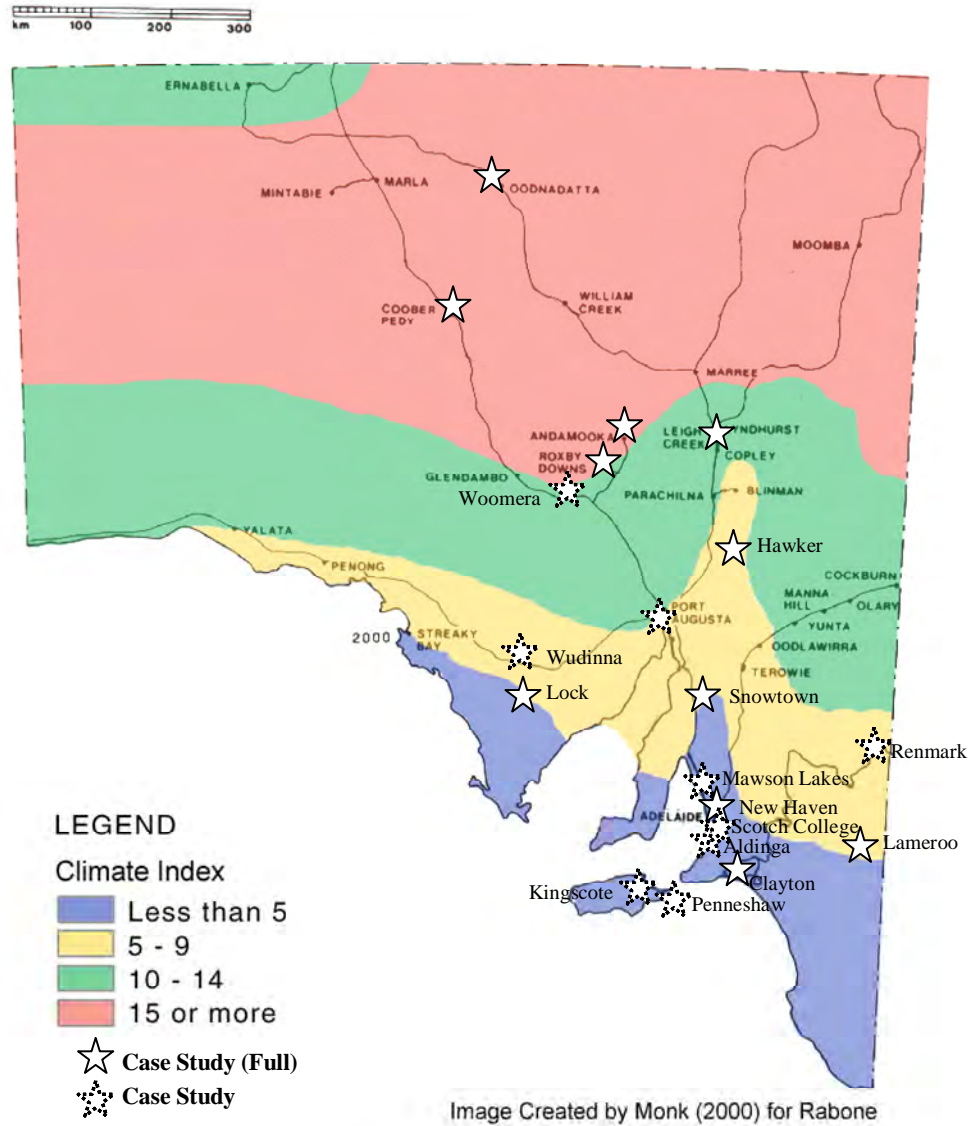 km 100 200 300
ERNABELLA
MINTABIE
MARLA
OODNADATTA
MOOMBA
COOBER
PEDY
WILLIAM
CREEK
MARREE
ANDAMOOKA
ROXBY
DOWNS
LEIGH
CREEK
YNDHURST
COPLEY
GLENDAMBO
Woomera
PARACHILNA
BLINMAN
YALATA
Hawker
PENONG
COCKBURN
MANNA
HILL
OLARY
YUNTA
PORT
AUGUSTA
2000
STREAKY
BAY
Wudinna
OODLAWIRRA
TEROWIE
Lock
Snowtown
Renmark
Mawson Lakes
New Haven
ADELAIDE
Scotch College
Aldinga
Lameroo
Clayton
Kingscote
Penneshaw
LEGEND
Climate Index
Less than 5
5 - 9
10 - 14
15 or more
Case Study (Full)
Case Study
Image Created by Monk (2000) for Rabone